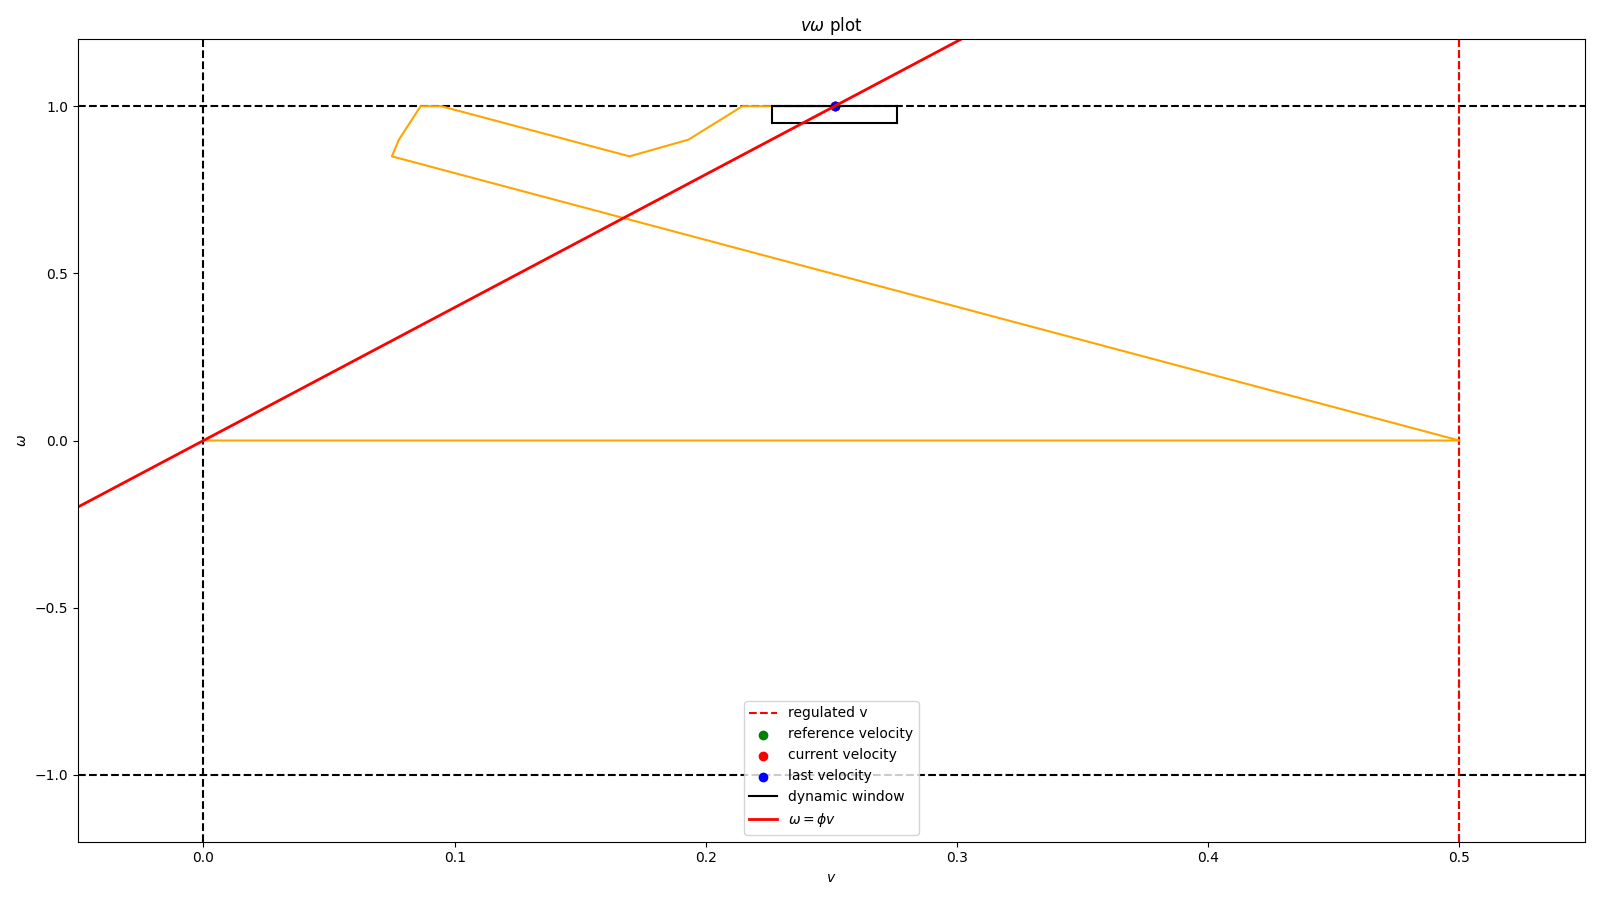 vω plot
1.0
0.5
0.0
−0.5
−1.0
ω
0.0 0.1 0.2 0.3 0.4 0.5
v
regulated v
reference velocity
current velocity
last velocity
dynamic window
ω = ϕv